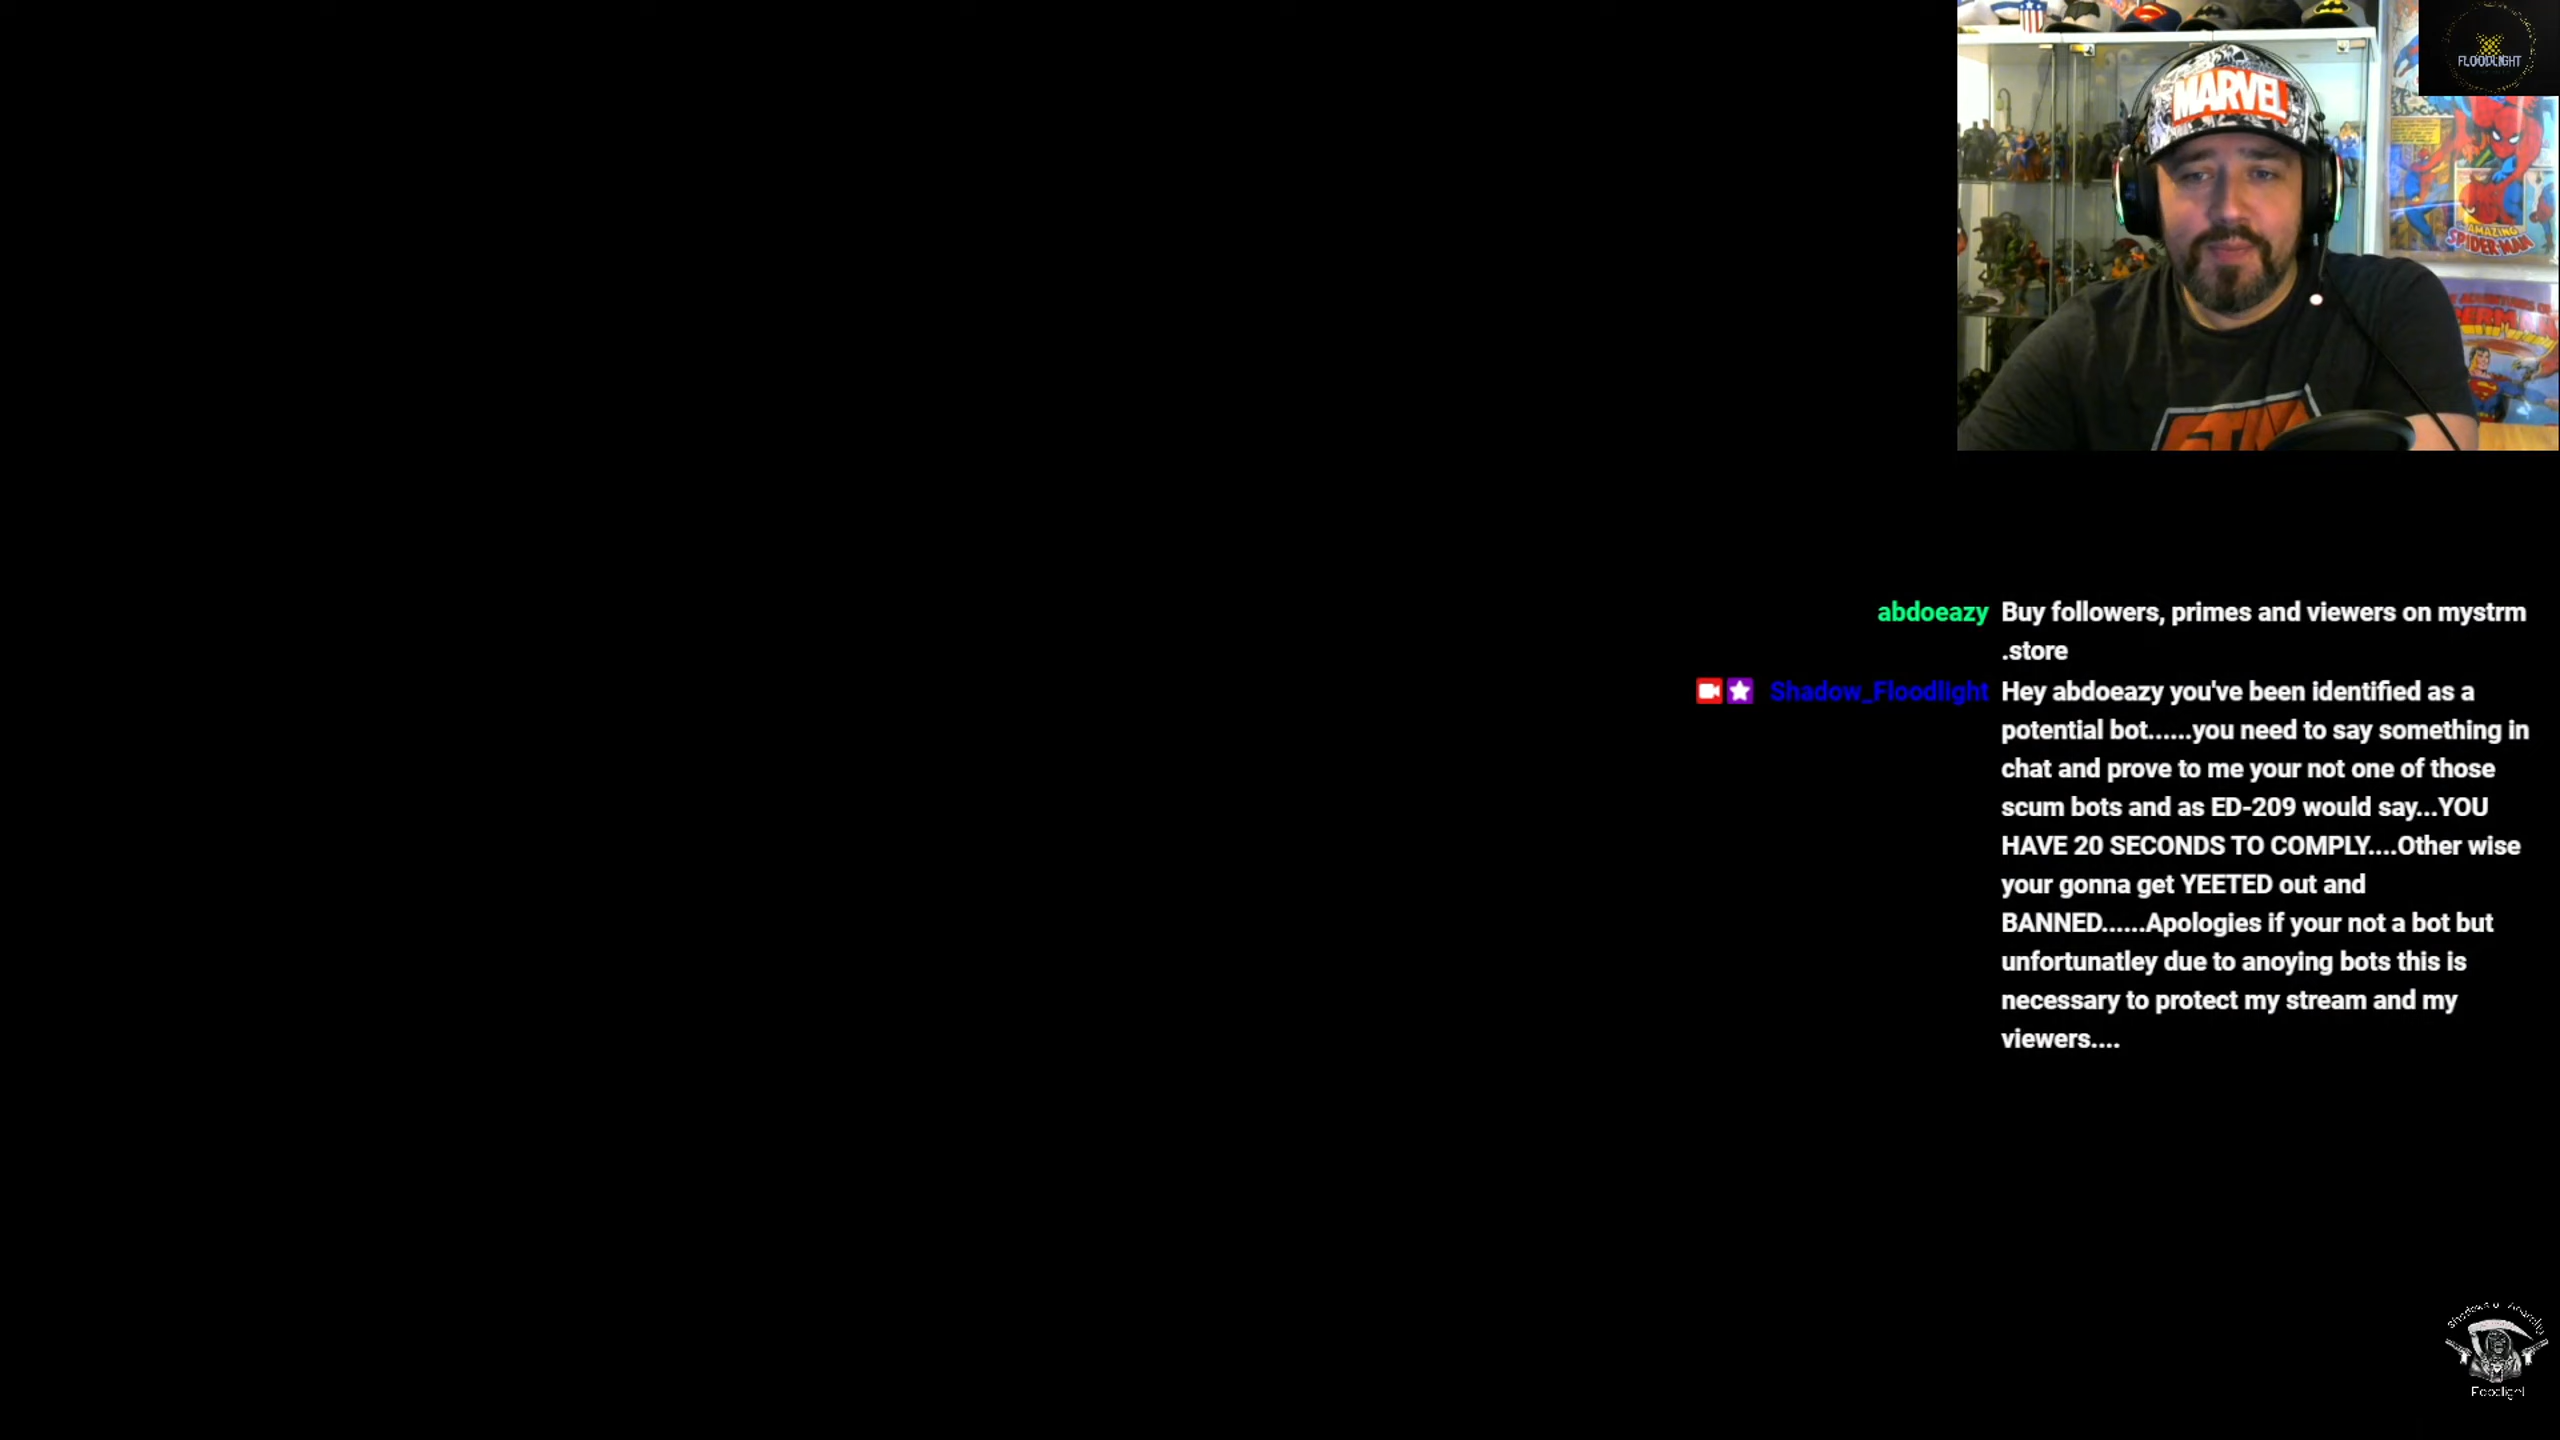 MARVEL
FLOODLIGHT
AMAZING
SPIDER-MAN
abdoeazy Buy followers, primes and viewers on mystrm
.store
Shadow_Floodlight Hey abdoeazy you've been identified as a
potential bot......you need to say something in
chat and prove to me your not one of those
scum bots and as ED-209 would say...YOU
HAVE 20 SECONDS TO COMPLY....Other wise
your gonna get YEETED out and
BANNED......Apologies if your not a bot but
unfortunatley due to anoying bots this is
necessary to protect my stream and my
viewers....
Floodlight